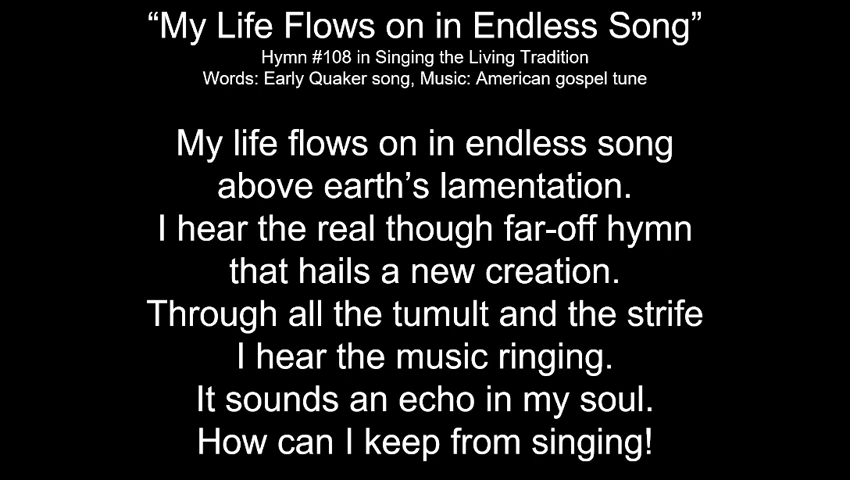 “My Life Flows on in Endless Song”
Hymn #108 in Singing the Living Tradition
Words: Early Quaker song, Music: American gospel tune
My life flows on in endless song
above earth’s lamentation.
I hear the real though far-off hymn
that hails a new creation.
Through all the tumult and the strife
I hear the music ringing.
It sounds an echo in my soul.
How can I keep from singing!